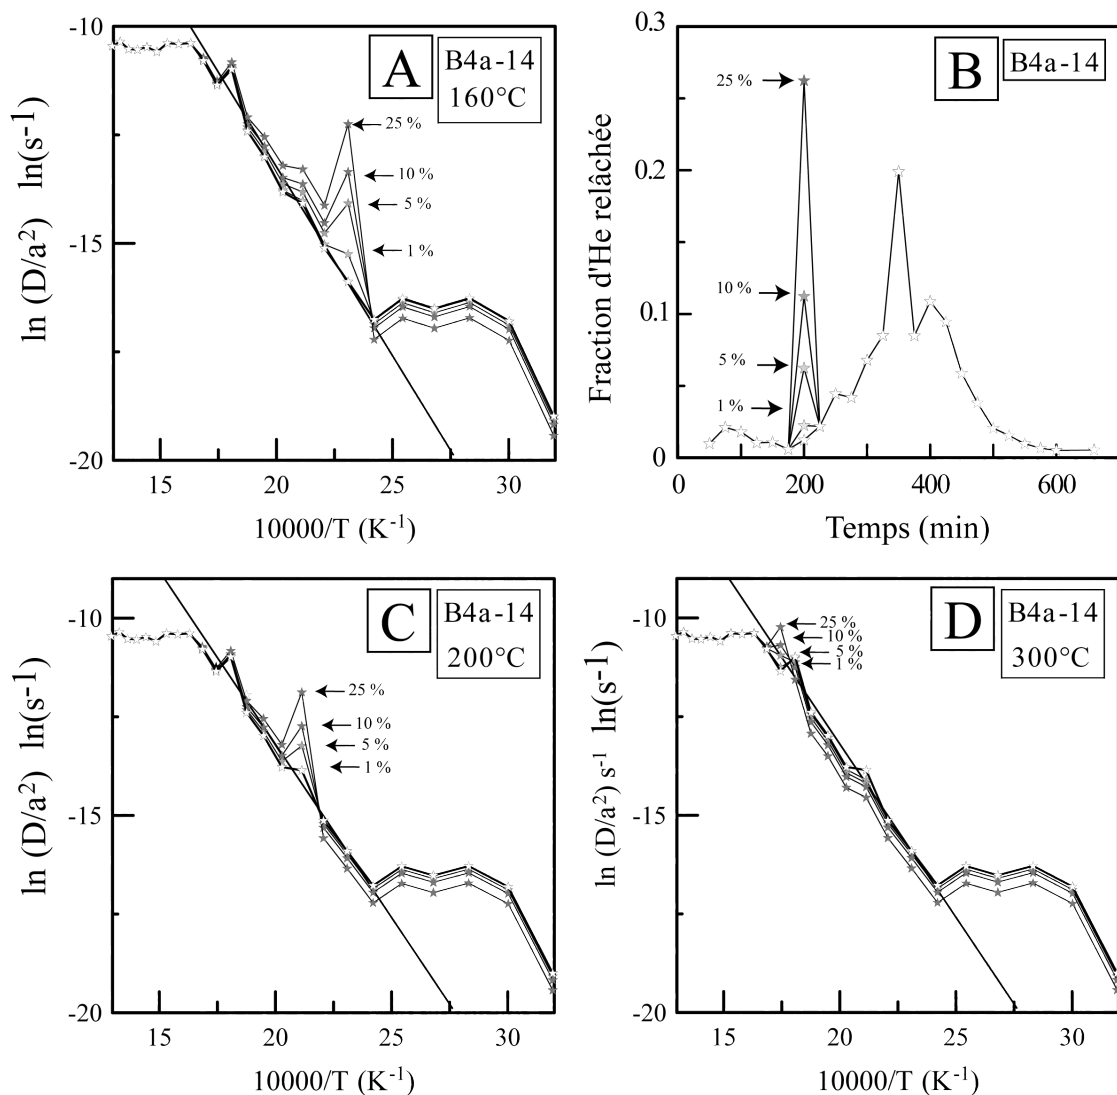 A
B4a-14
160°C
25 %
10 %
5 %
1 %
-10
-15
-20
ln (D/a²) ln(s⁻¹)
15
20
25
30
10000/T (K⁻¹)
B
B4a-14
0.3
0.2
0.1
0
25 %
10 %
5 %
1 %
Fraction d'He relâchée
0
200
400
600
Temps (min)
C
B4a-14
200°C
25 %
10 %
5 %
1 %
-10
-15
-20
ln (D/a²) ln(s⁻¹)
15
20
25
30
10000/T (K⁻¹)
D
B4a-14
300°C
25 %
10 %
5 %
1 %
-10
-15
-20
ln (D/a²) s⁻¹ ln(s⁻¹)
15
20
25
30
10000/T (K⁻¹)